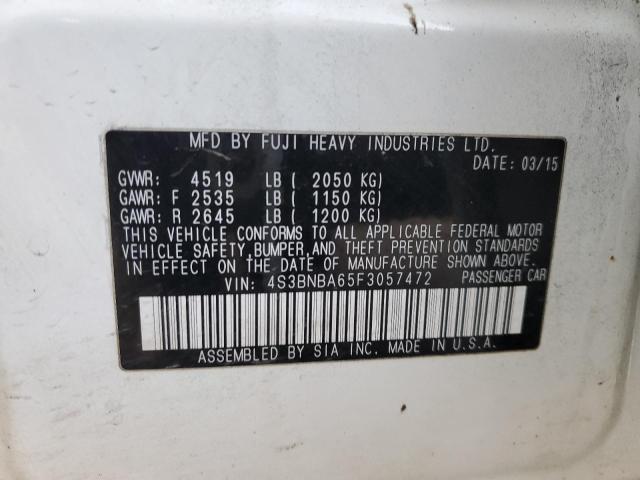 MFD BY FUJI HEAVY INDUSTRIES LTD.
DATE: 03/15
GVWR: 4519 LB ( 2050 KG)
GAWR: F 2535 LB ( 1150 KG)
GAWR: R 2645 LB ( 1200 KG)
THIS VEHICLE CONFORMS TO ALL APPLICABLE FEDERAL MOTOR
VEHICLE SAFETY,BUMPER,AND THEFT PREVENTION STANDARDS
IN EFFECT ON THE DATE OF MANUFACTURE SHOWN ABOVE.
VIN: 4S3BNBA65F3057472 PASSENGER CAR
ASSEMBLED BY SIA INC. MADE IN U.S.A.